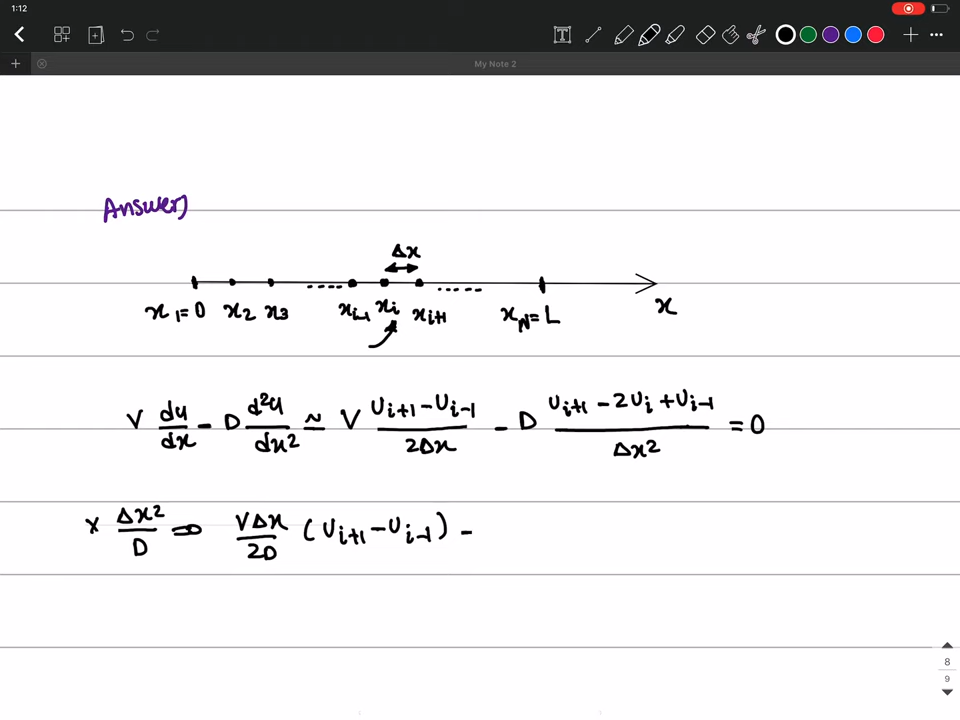 1:12
My Note 2
Answer)
Δx
x1=0 x2 x3 ..... xi-1 xi xi+1 ..... xN=L x
V du/dx - D d²u/dx² ≈ V (Ui+1 - Ui-1)/(2Δx) - D (Ui+1 - 2Ui + Ui-1)/(Δx²) = 0
× Δx²/D ⇒ VΔx/2D (Ui+1 - Ui-1) -
8
9